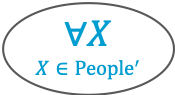 ∀X
X ∈ People′